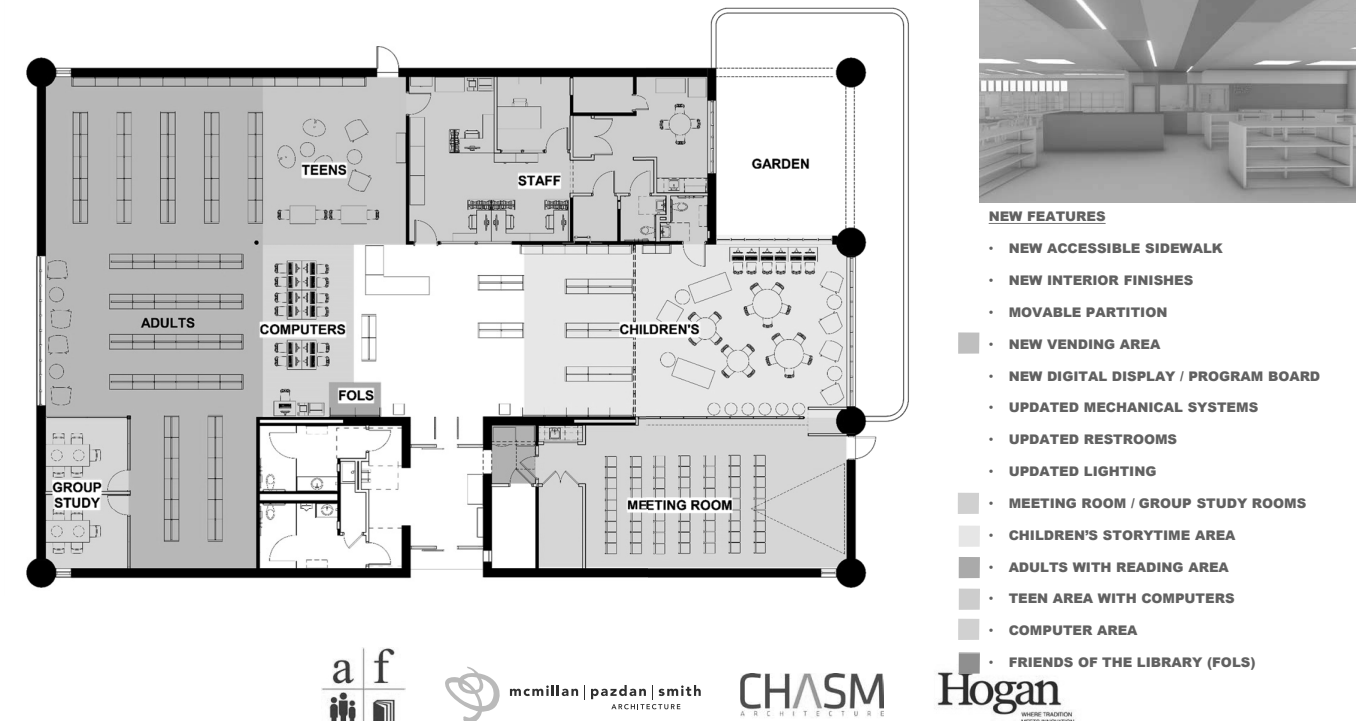 TEENS
STAFF
GARDEN
ADULTS
COMPUTERS
CHILDREN'S
FOLS
GROUP
STUDY
MEETING ROOM
NEW FEATURES
• NEW ACCESSIBLE SIDEWALK
• NEW INTERIOR FINISHES
• MOVABLE PARTITION
• NEW VENDING AREA
• NEW DIGITAL DISPLAY / PROGRAM BOARD
• UPDATED MECHANICAL SYSTEMS
• UPDATED RESTROOMS
• UPDATED LIGHTING
• MEETING ROOM / GROUP STUDY ROOMS
• CHILDREN'S STORYTIME AREA
• ADULTS WITH READING AREA
• TEEN AREA WITH COMPUTERS
• COMPUTER AREA
• FRIENDS OF THE LIBRARY (FOLS)
a f
mcmillan | pazdan | smith
ARCHITECTURE
CHASM
ARCHITECTURE
Hogan
WHERE TRADITION